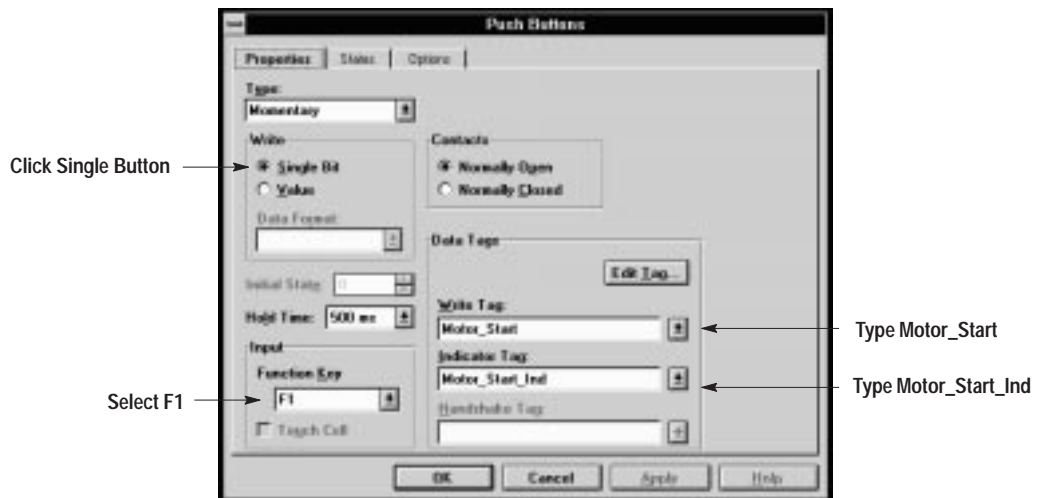 Push Buttons
Properties States Options
Type:
Momentary
Write
Single Bit
Value
Data Format:
Contacts
Normally Open
Normally Closed
Click Single Button
Initial State: 0
Hold Time: 500 ms
Data Tags
Edit Tag...
Write Tag:
Motor_Start
Type Motor_Start
Indicator Tag:
Motor_Start_Ind
Type Motor_Start_Ind
Handshake Tag:
Input
Function Key
F1
Select F1
Touch Cell
OK Cancel Apply Help